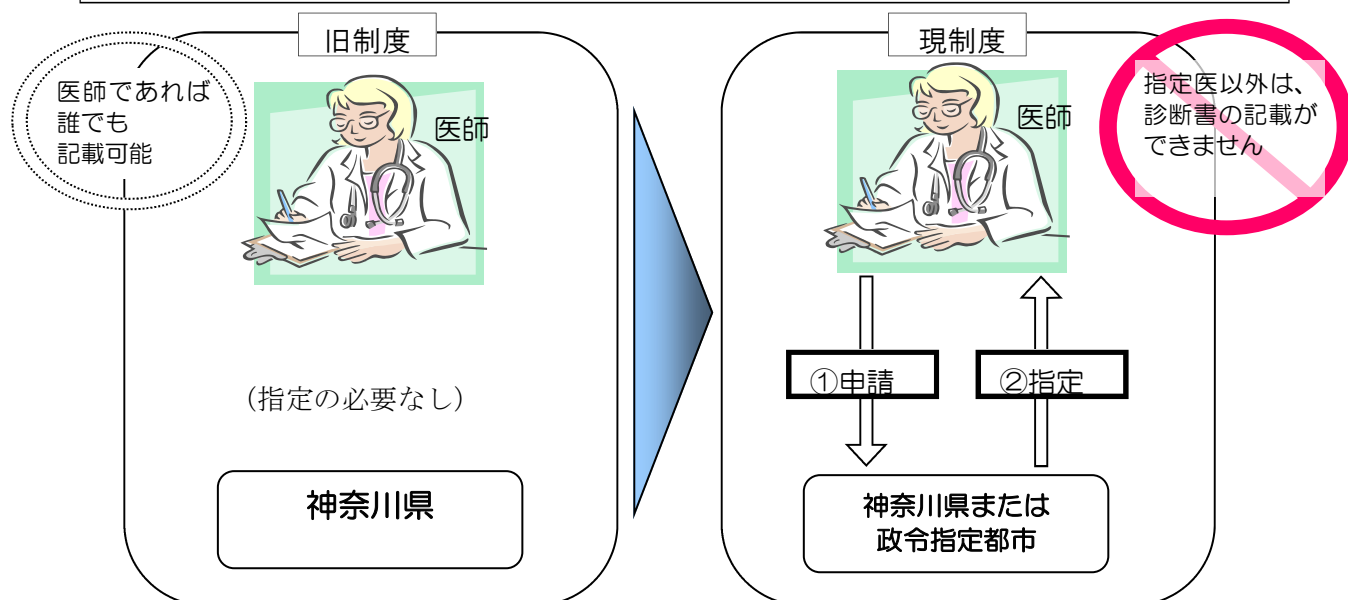 旧制度
医師であれば
誰でも
記載可能
医師
（指定の必要なし）
神奈川県
現制度
指定医以外は、
診断書の記載が
できません
医師
①申請
②指定
神奈川県または
政令指定都市